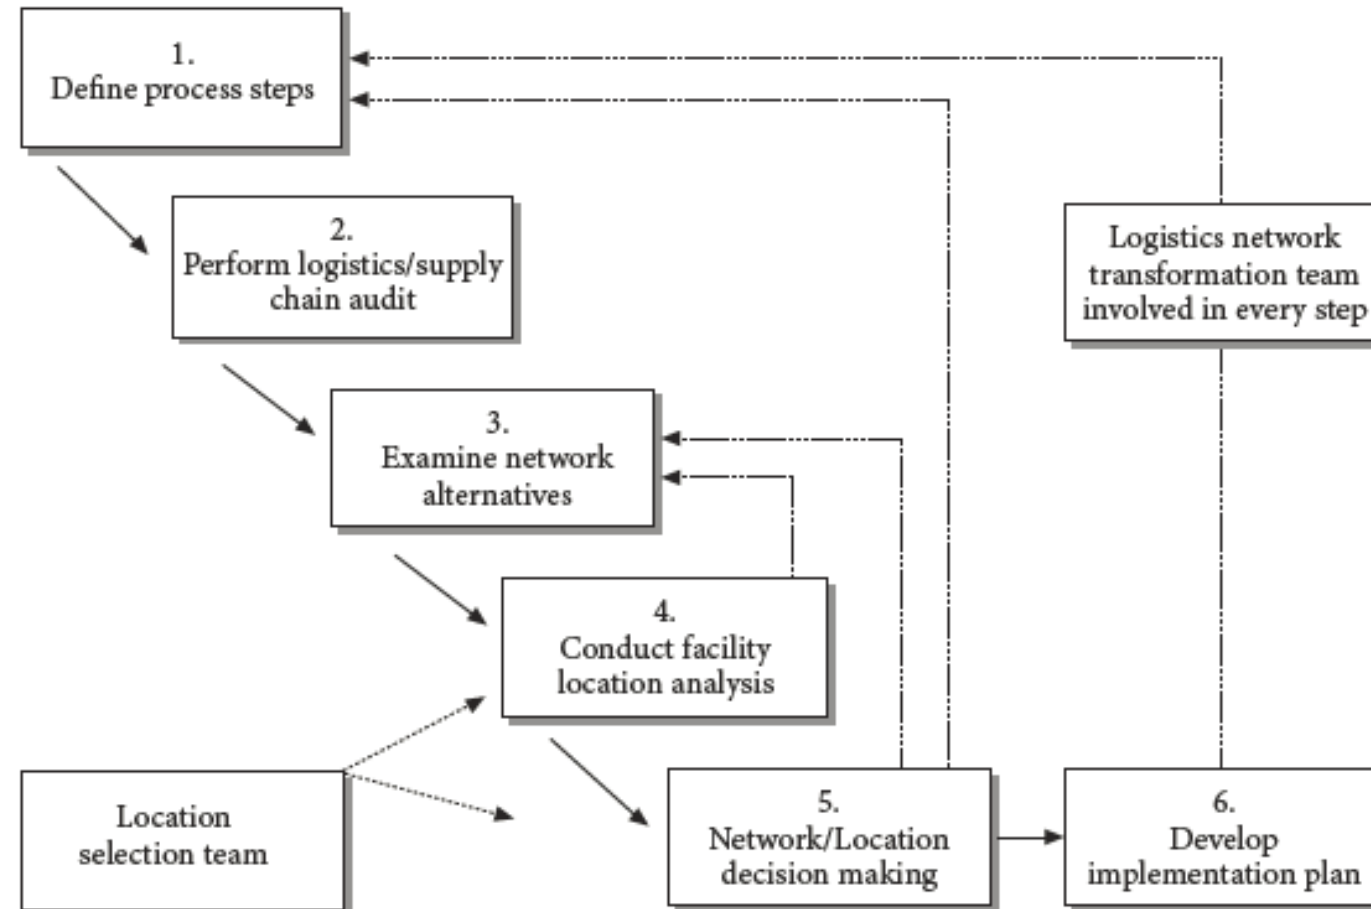 1.
Define process steps
2.
Perform logistics/supply
chain audit
Logistics network
transformation team
involved in every step
3.
Examine network
alternatives
4.
Conduct facility
location analysis
Location
selection team
5.
Network/Location
decision making
6.
Develop
implementation plan